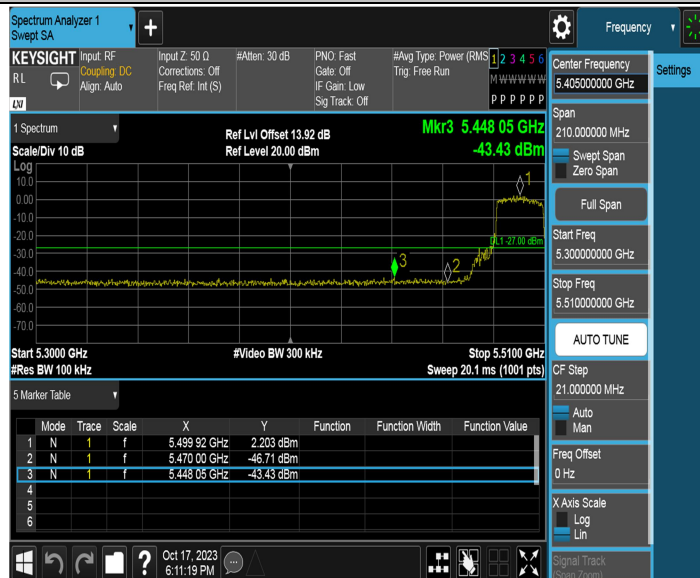 Spectrum Analyzer 1
Swept SA
+
Frequency
KEYSIGHT
RL
LXI
Input: RF
Coupling: DC
Align: Auto
Input Z: 50 Ω
Corrections: Off
Freq Ref: Int (S)
#Atten: 30 dB
PNO: Fast
Gate: Off
IF Gain: Low
Sig Track: Off
#Avg Type: Power (RMS
Trig: Free Run
1 2 3 4 5 6
M W W W W W
P P P P P P
1 Spectrum
Scale/Div 10 dB
Ref Lvl Offset 13.92 dB
Ref Level 20.00 dBm
Mkr3 5.448 05 GHz
-43.43 dBm
Log
10.0
0.00
-10.0
-20.0
-30.0
-40.0
-50.0
-60.0
-70.0
1
DL1 -27.00 dBm
3
2
Start 5.3000 GHz
#Res BW 100 kHz
#Video BW 300 kHz
Stop 5.5100 GHz
Sweep 20.1 ms (1001 pts)
5 Marker Table
Mode Trace Scale X Y Function Function Width Function Value
1 N 1 f 5.499 92 GHz 2.203 dBm
2 N 1 f 5.470 00 GHz -46.71 dBm
3 N 1 f 5.448 05 GHz -43.43 dBm
4
5
6
?
Oct 17, 2023
6:11:19 PM
Center Frequency
5.405000000 GHz
Settings
Span
210.000000 MHz
Swept Span
Zero Span
Full Span
Start Freq
5.300000000 GHz
Stop Freq
5.510000000 GHz
AUTO TUNE
CF Step
21.000000 MHz
Auto
Man
Freq Offset
0 Hz
X Axis Scale
Log
Lin
Signal Track
(Span Zoom)